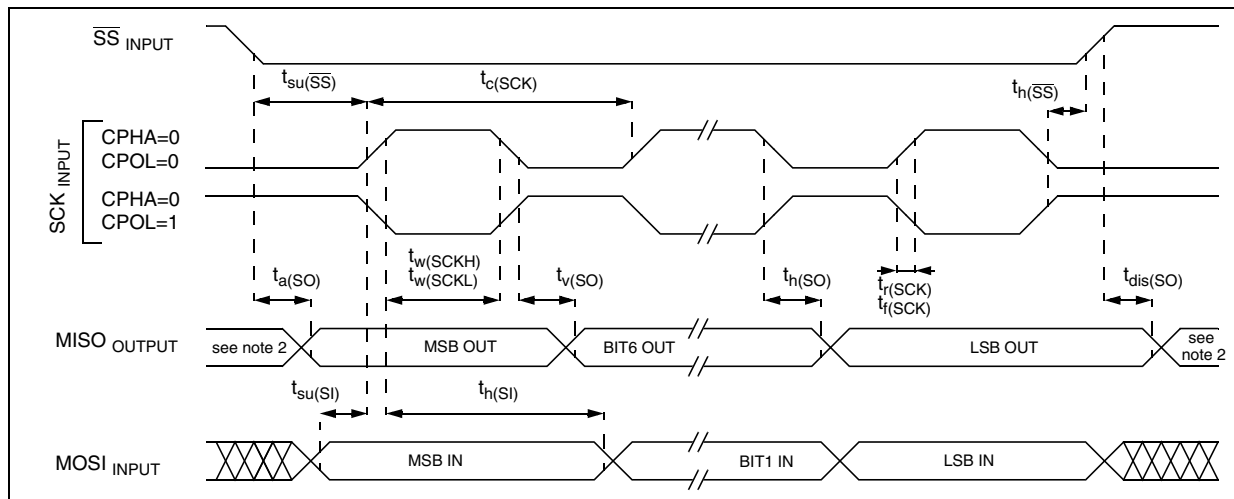 SS INPUT
tsu(SS)
tc(SCK)
th(SS)
SCK INPUT
CPHA=0
CPOL=0
CPHA=0
CPOL=1
ta(SO)
tw(SCKH)
tw(SCKL)
tv(SO)
th(SO)
tr(SCK)
tf(SCK)
tdis(SO)
MISO OUTPUT
see note 2
MSB OUT
BIT6 OUT
LSB OUT
see
note 2
tsu(SI)
th(SI)
MOSI INPUT
MSB IN
BIT1 IN
LSB IN